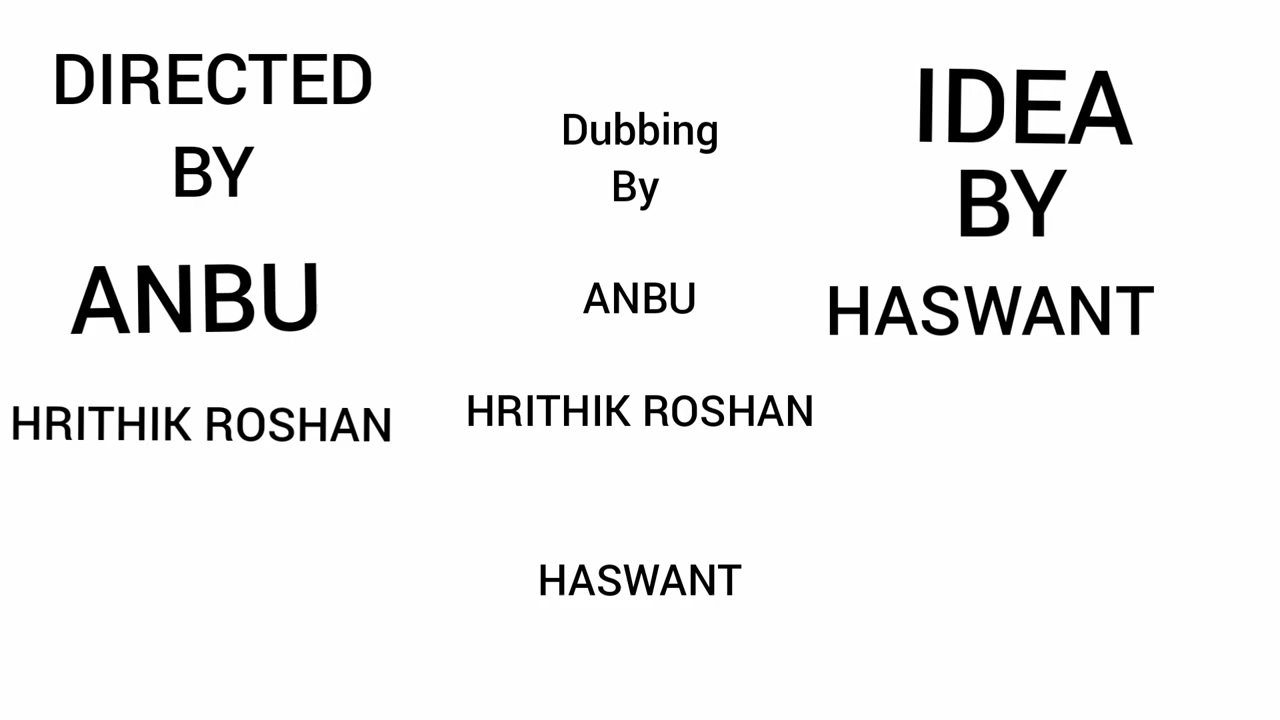 DIRECTED
BY
ANBU
HRITHIK ROSHAN
Dubbing
By
ANBU
HRITHIK ROSHAN
HASWANT
IDEA
BY
HASWANT